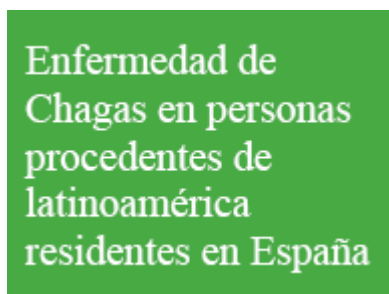 Enfermedad de
Chagas en personas
procedentes de
latinoamérica
residentes en España